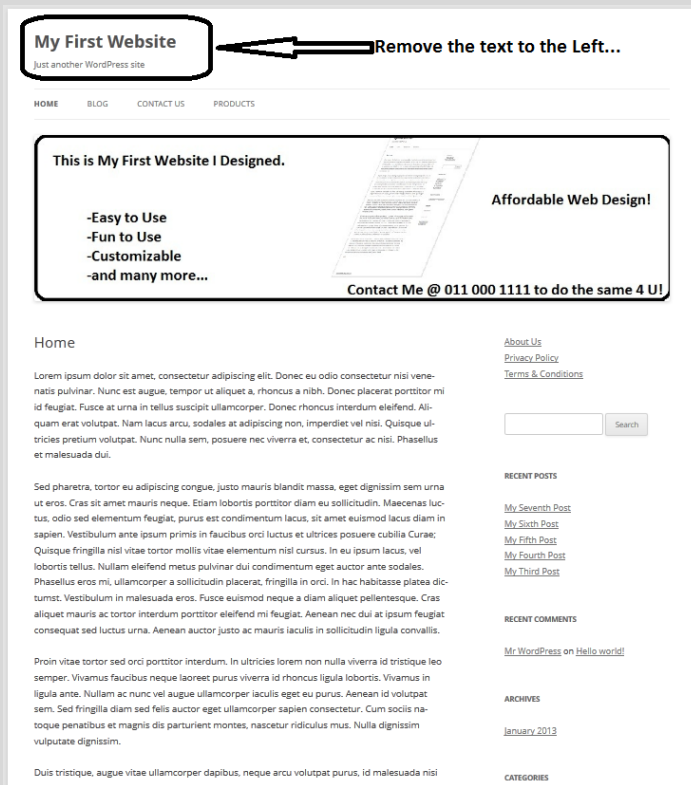 My First Website
Remove the text to the Left...
Just another WordPress site
HOME BLOG CONTACT US PRODUCTS
This is My First Website I Designed.
Affordable Web Design!
-Easy to Use
-Fun to Use
-Customizable
-and many more...
Contact Me @ 011 000 1111 to do the same 4 U!
Home
Lorem ipsum dolor sit amet, consectetur adipiscing elit. Donec eu odio consectetur nisi vene-
natis pulvinar. Nunc est augue, tempor ut aliquet a, rhoncus a nibh. Donec placerat porttitor mi
id feugiat. Fusce at urna in tellus suscipit ullamcorper. Donec rhoncus interdum eleifend. Ali-
quam erat volutpat. Nam lacus arcu, sodales at adipiscing non, imperdiet vel nisi. Quisque ul-
tricies pretium volutpat. Nunc nulla sem, posuere nec viverra et, consectetur ac nisi. Phasellus
et malesuada dui.
Sed pharetra, tortor eu adipiscing congue, justo mauris blandit massa, eget dignissim sem urna
ut eros. Cras sit amet mauris neque. Etiam lobortis porttitor diam eu sollicitudin. Maecenas luc-
tus, odio sed elementum feugiat, purus est condimentum lacus, sit amet euismod lacus diam in
sapien. Vestibulum ante ipsum primis in faucibus orci luctus et ultrices posuere cubilia Curae;
Quisque fringilla nisl vitae tortor mollis vitae elementum nisl cursus. In eu ipsum lacus, vel
lobortis tellus. Nullam eleifend metus pulvinar dui condimentum eget auctor ante sodales.
Phasellus eros mi, ullamcorper a sollicitudin placerat, fringilla in orci. In hac habitasse platea dic-
tumst. Vestibulum in malesuada eros. Fusce euismod neque a diam aliquet pellentesque. Cras
aliquet mauris ac tortor interdum porttitor eleifend mi feugiat. Aenean nec dui at ipsum feugiat
consequat sed luctus urna. Aenean auctor justo ac mauris iaculis in sollicitudin ligula convallis.
Proin vitae tortor sed orci porttitor interdum. In ultricies lorem non nulla viverra id tristique leo
semper. Vivamus faucibus neque laoreet purus viverra id rhoncus ligula lobortis. Vivamus in
ligula ante. Nullam ac nunc vel augue ullamcorper iaculis eget eu purus. Aenean id volutpat
sem. Sed fringilla diam sed felis auctor eget ullamcorper sapien consectetur. Cum sociis na-
toque penatibus et magnis dis parturient montes, nascetur ridiculus mus. Nulla dignissim
vulputate dignissim.
Duis tristique, augue vitae ullamcorper dapibus, neque arcu volutpat purus, id malesuada nisi
About Us
Privacy Policy
Terms & Conditions
Search
RECENT POSTS
My Seventh Post
My Sixth Post
My Fifth Post
My Fourth Post
My Third Post
RECENT COMMENTS
Mr WordPress on Hello world!
ARCHIVES
January 2013
CATEGORIES